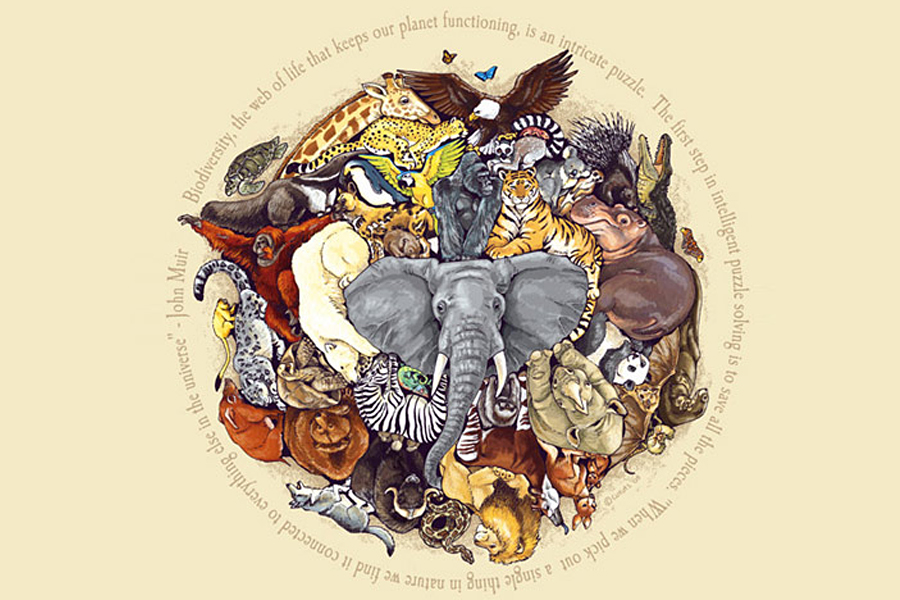 Biodiversity, the web of life that keeps our planet functioning, is an intricate puzzle. The first step in intelligent puzzle solving is to save all the pieces. "When we pick out a single thing in nature we find it connected to everything else in the universe" - John Muir